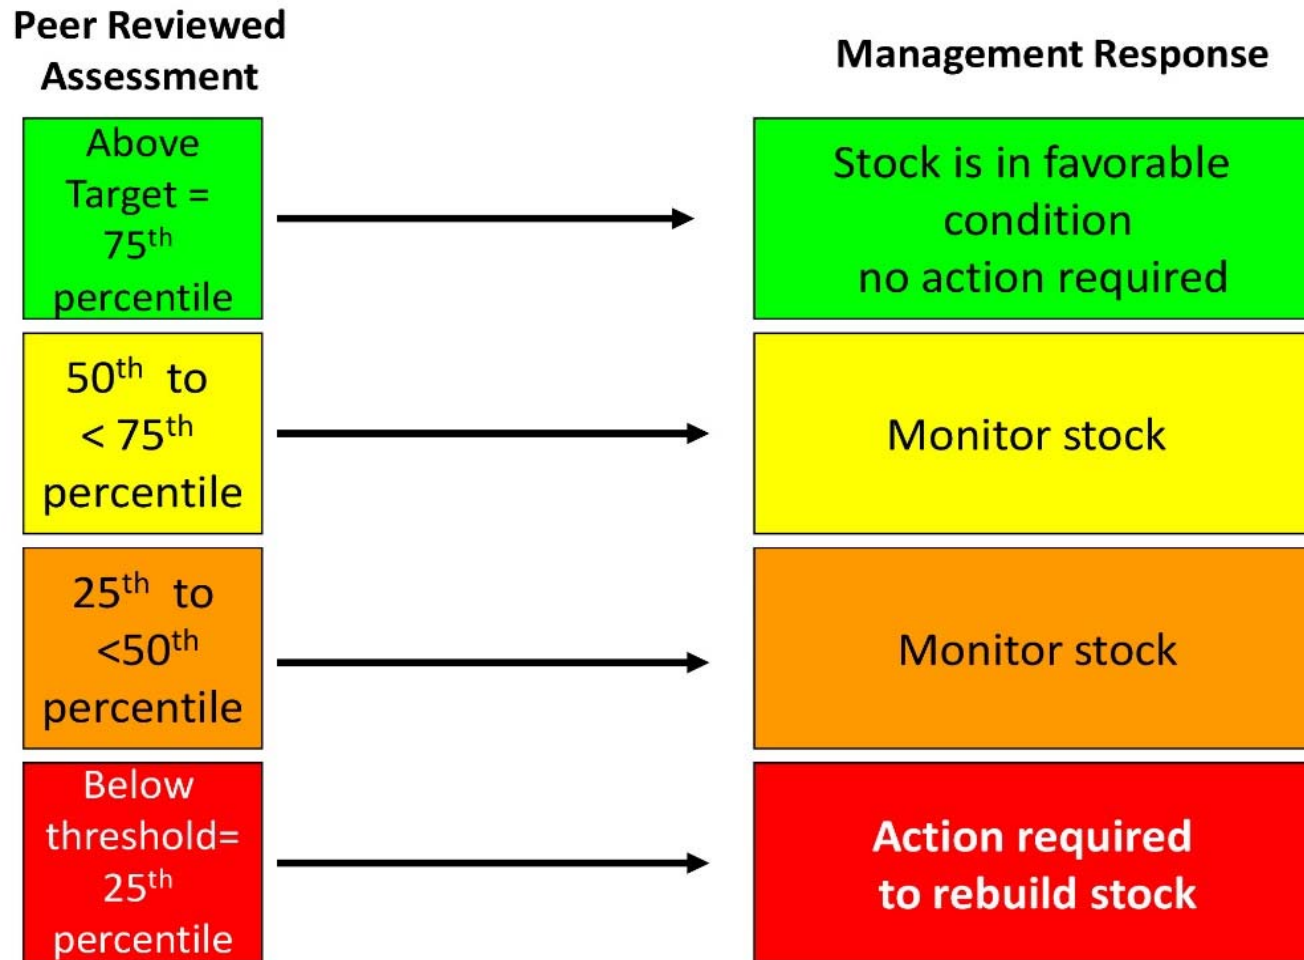 Peer Reviewed
Assessment
Management Response
Above
Target =
75th
percentile
Stock is in favorable
condition
no action required
50th to
< 75th
percentile
Monitor stock
25th to
<50th
percentile
Monitor stock
Below
threshold=
25th
percentile
Action required
to rebuild stock